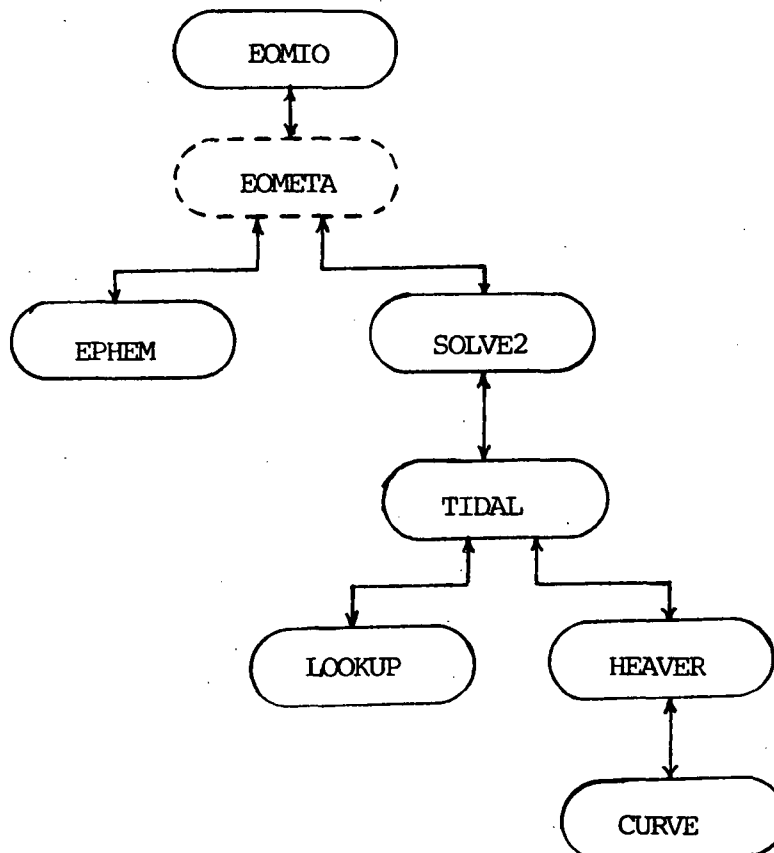 EOMIO
EOMETA
EPHEM
SOLVE2
TIDAL
LOOKUP
HEAVER
CURVE